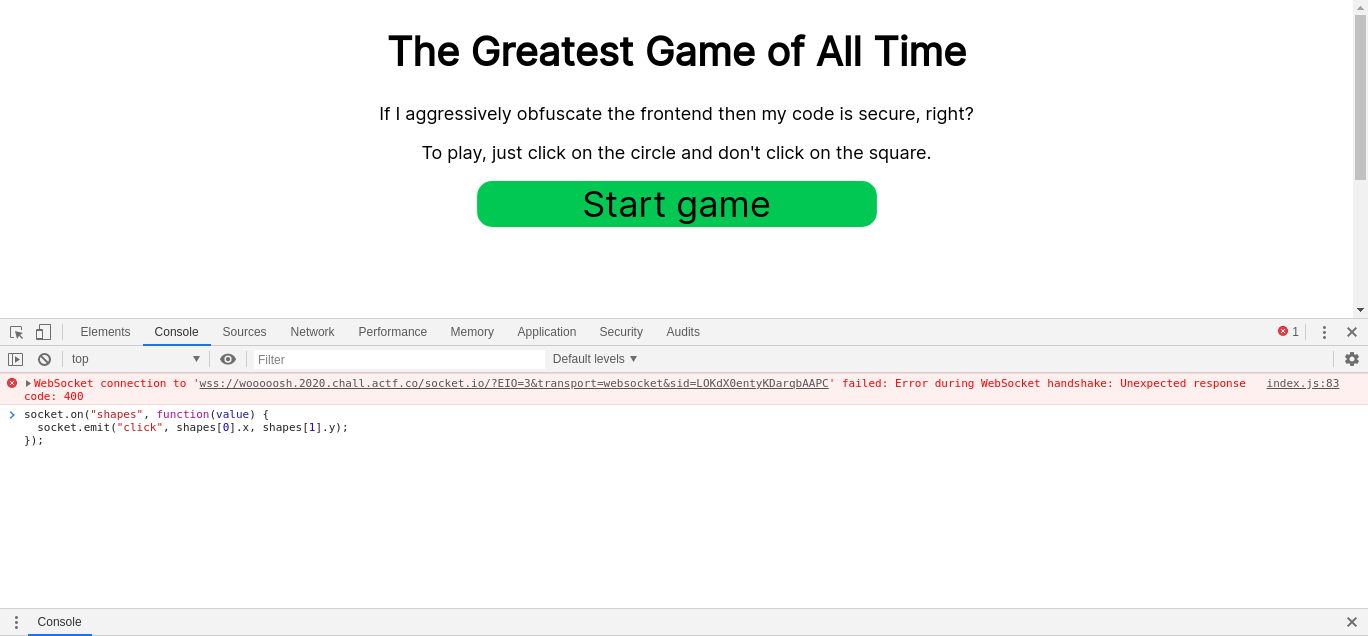 The Greatest Game of All Time
If I aggressively obfuscate the frontend then my code is secure, right?
To play, just click on the circle and don't click on the square.
Start game
Elements Console Sources Network Performance Memory Application Security Audits 1
top Filter Default levels
WebSocket connection to 'wss://wooooosh.2020.chall.actf.co/socket.io/?EIO=3&transport=websocket&sid=LOKdX0entyKDarqbAAPC' failed: Error during WebSocket handshake: Unexpected response index.js:83
code: 400
socket.on("shapes", function(value) {
socket.emit("click", shapes[0].x, shapes[1].y);
});
Console